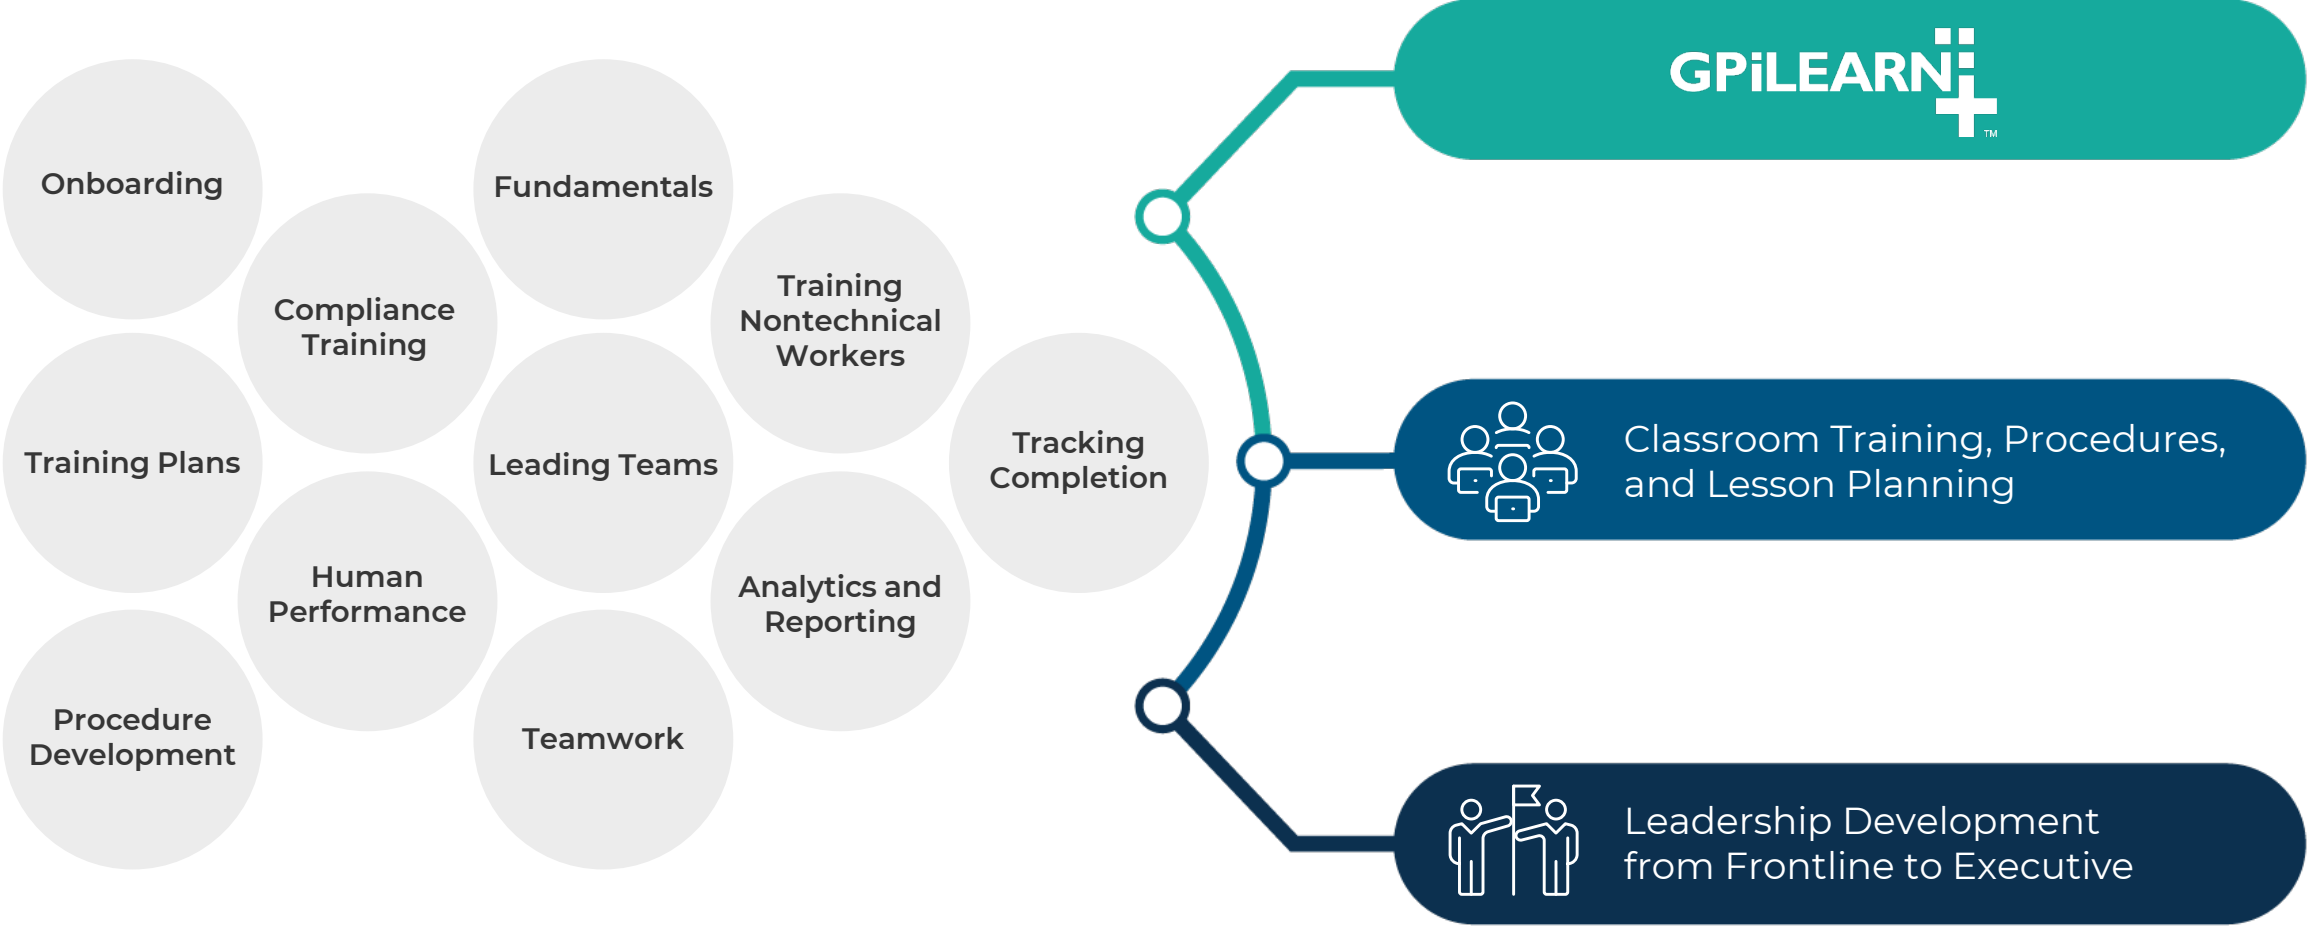 Onboarding
Fundamentals
Compliance
Training
Training
Nontechnical
Workers
Training Plans
Leading Teams
Tracking
Completion
Human
Performance
Analytics and
Reporting
Procedure
Development
Teamwork
GPiLEARN+™
Classroom Training, Procedures,
and Lesson Planning
Leadership Development
from Frontline to Executive